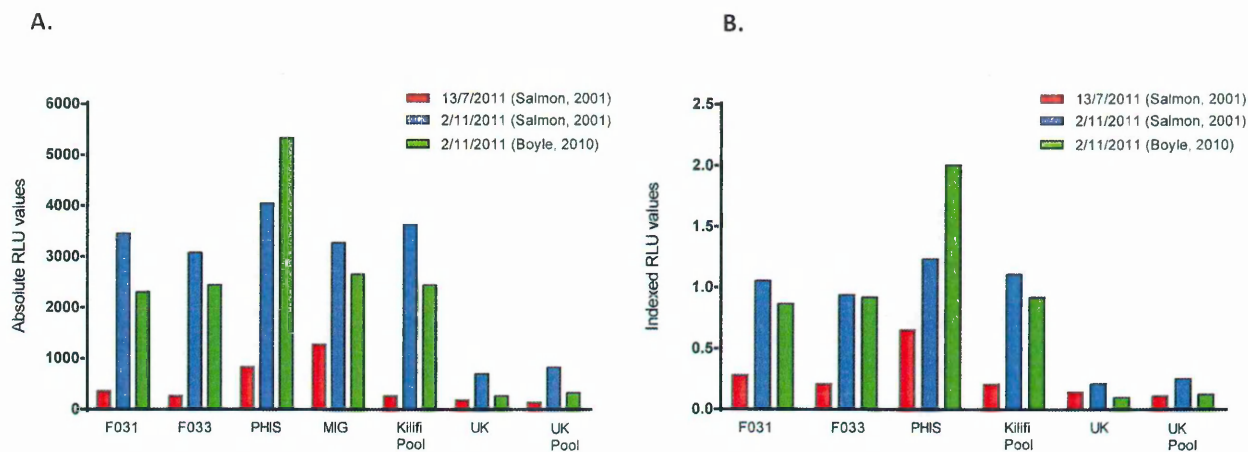 A.
B.
13/7/2011 (Salmon, 2001)
2/11/2011 (Salmon, 2001)
2/11/2011 (Boyle, 2010)
Absolute RLU values
6000
5000
4000
3000
2000
1000
0
F031 F033 PHIS MIG Kilifi Pool UK UK Pool
13/7/2011 (Salmon, 2001)
2/11/2011 (Salmon, 2001)
2/11/2011 (Boyle, 2010)
Indexed RLU values
2.5
2.0
1.5
1.0
0.5
0.0
F031 F033 PHIS Kilifi Pool UK UK Pool